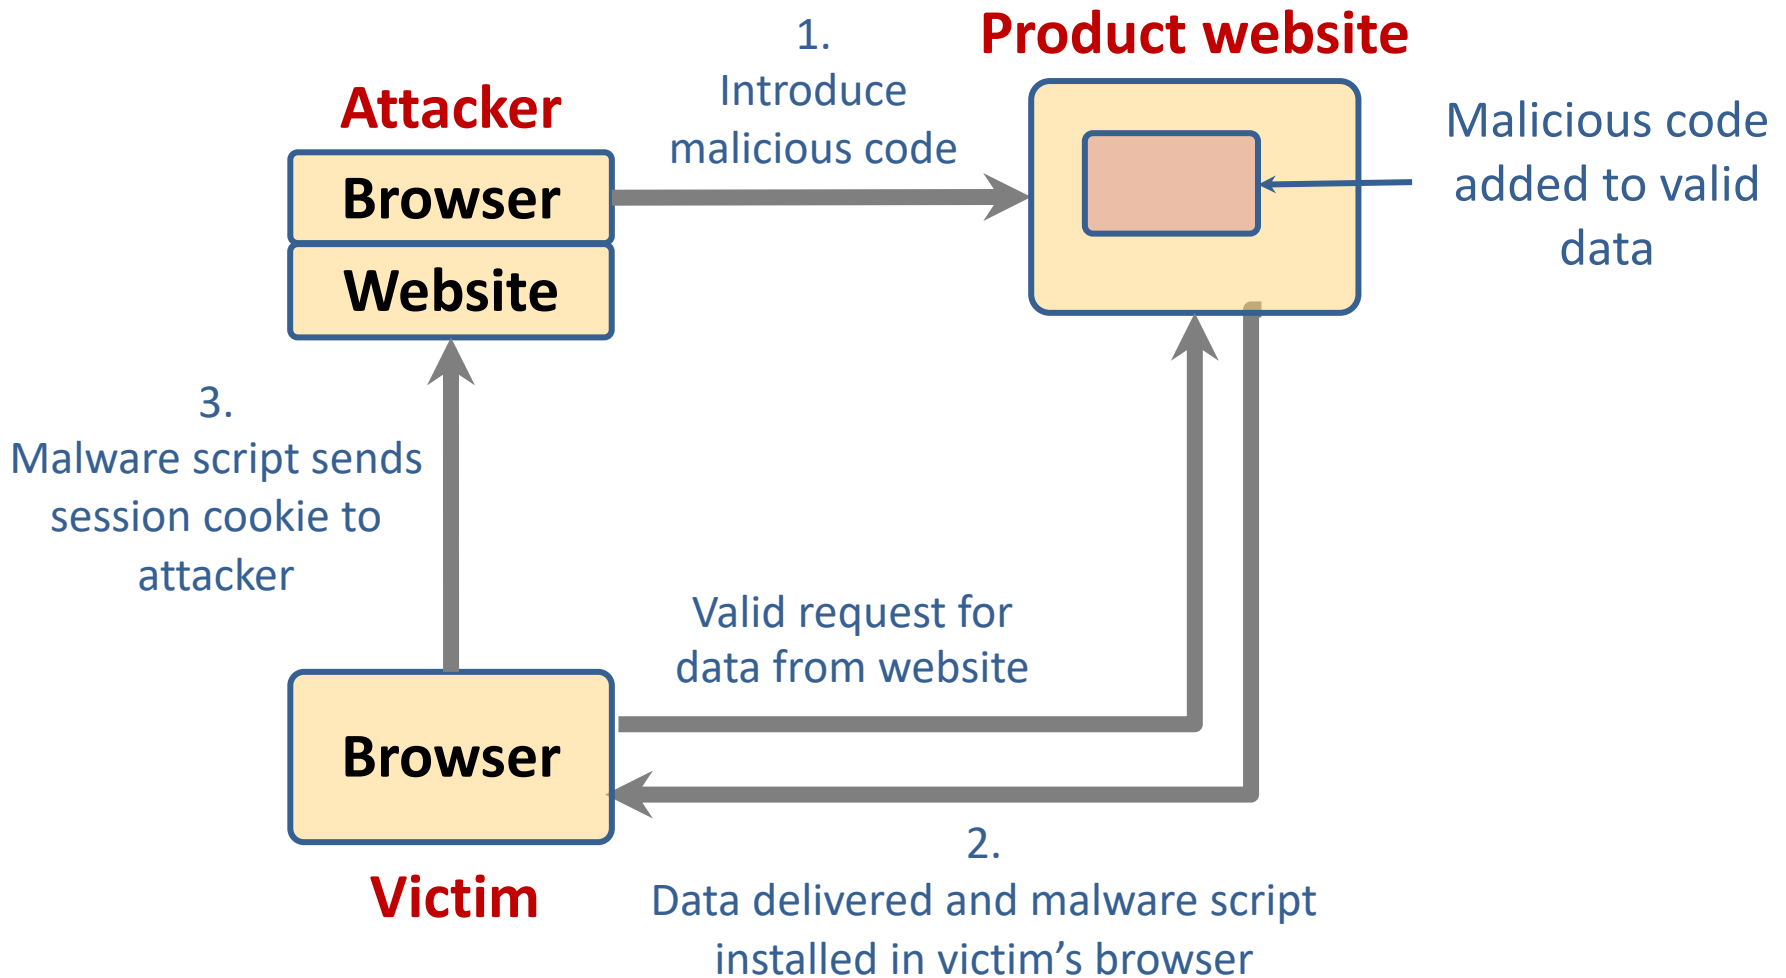 1.
Introduce
malicious code
Product website
Attacker
Browser
Website
Malicious code
added to valid
data
3.
Malware script sends
session cookie to
attacker
Valid request for
data from website
Browser
Victim
2.
Data delivered and malware script
installed in victim’s browser